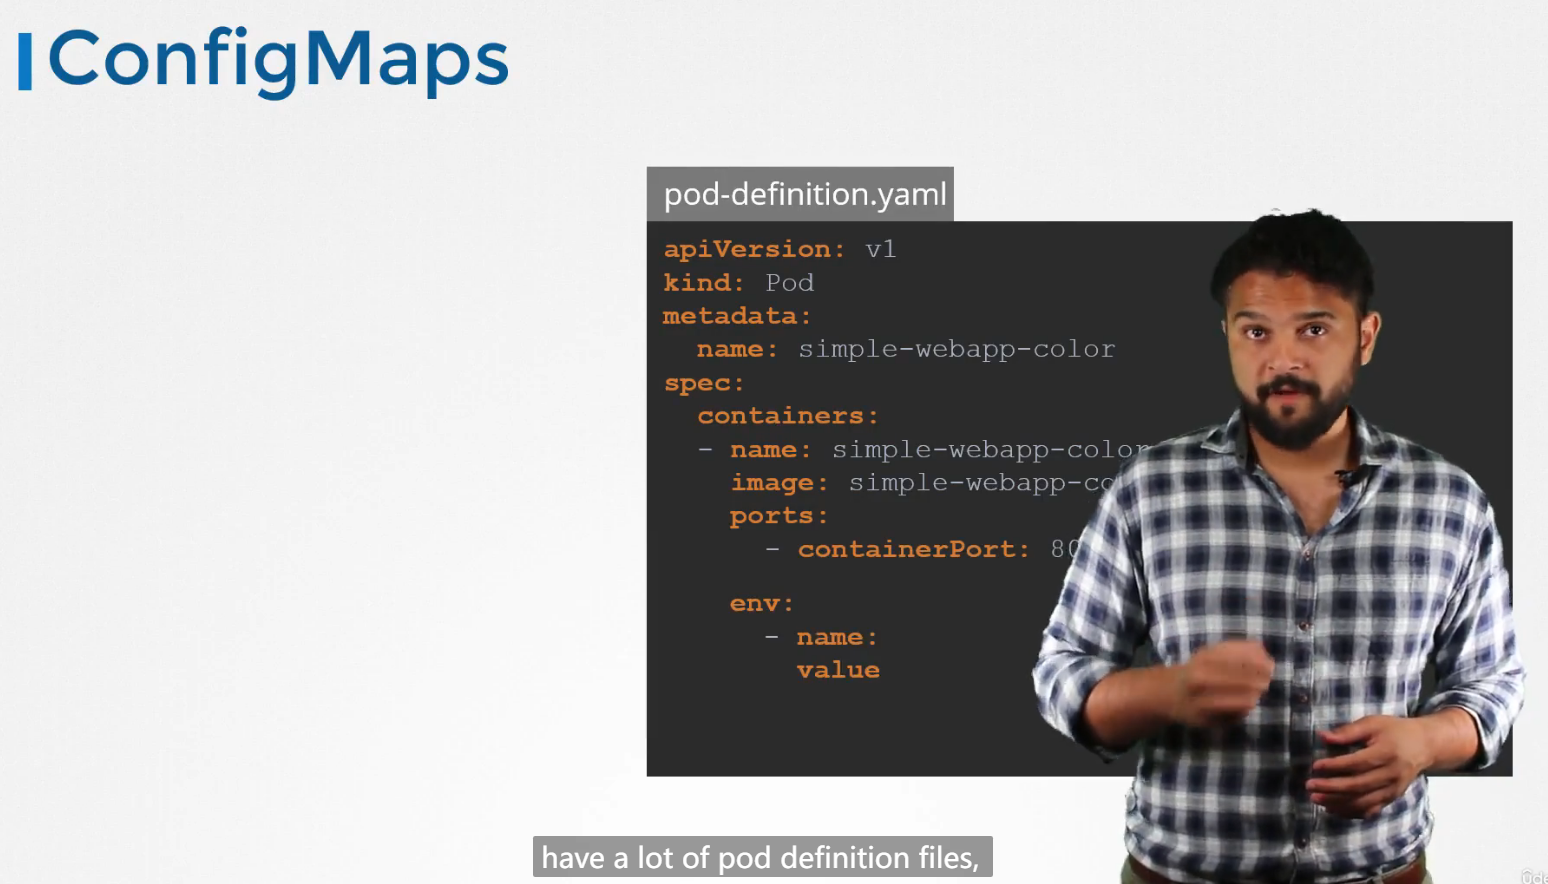 ConfigMaps
pod-definition.yaml
apiVersion: v1
kind: Pod
metadata:
name: simple-webapp-color
spec:
containers:
- name: simple-webapp-color
image: simple-webapp-co
ports:
- containerPort: 80
env:
- name:
value
have a lot of pod definition files,